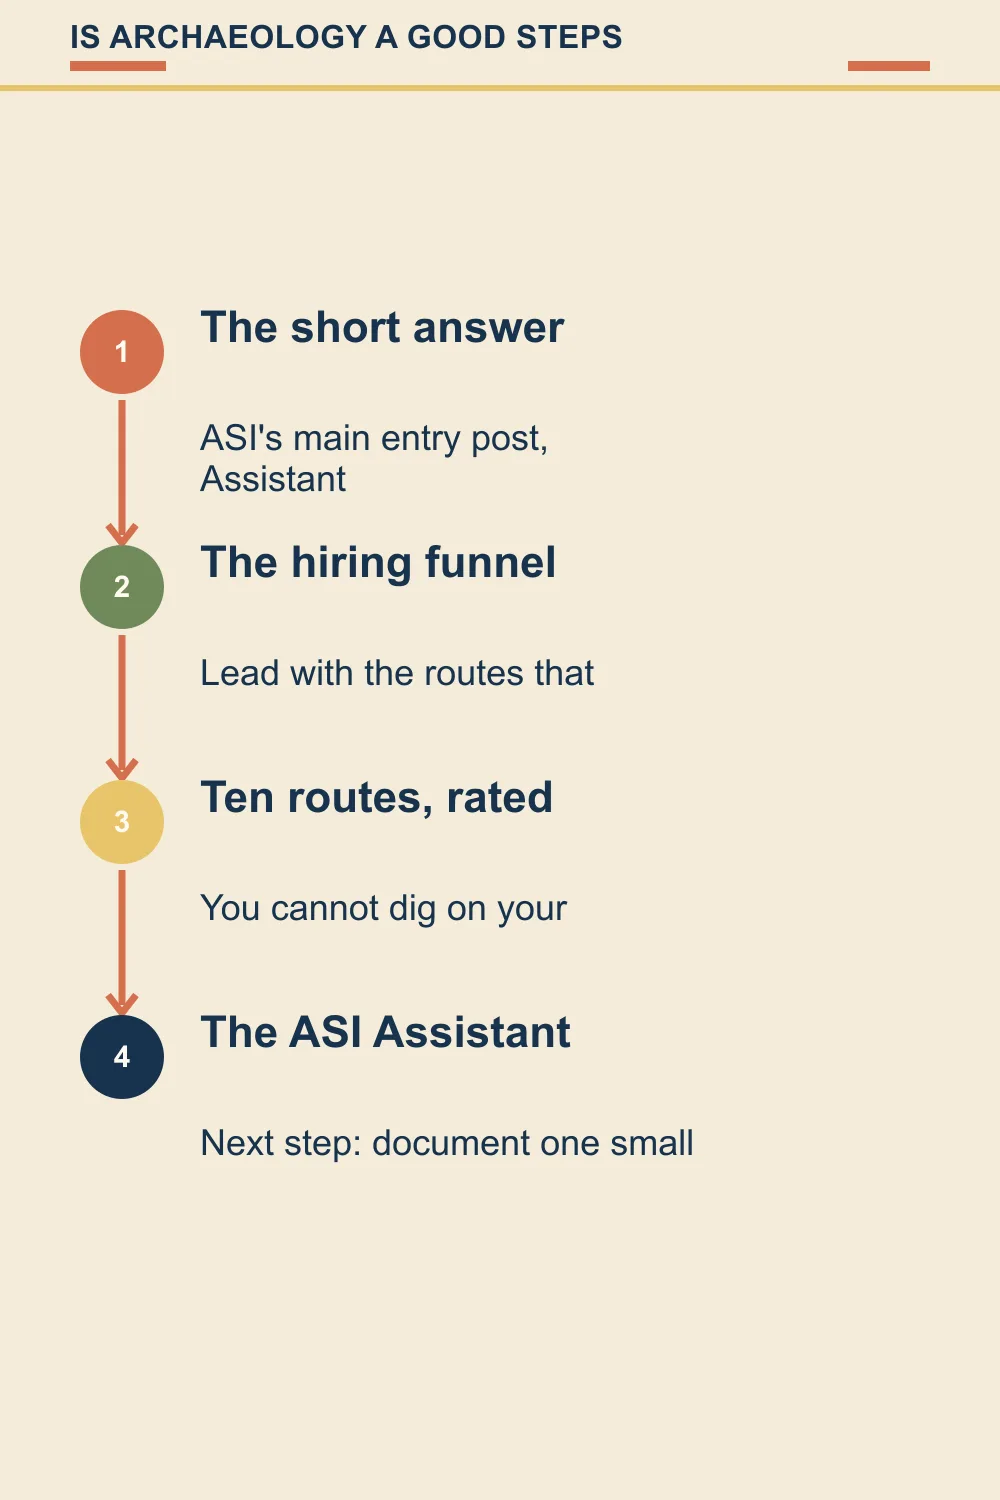 IS ARCHAEOLOGY A GOOD STEPS
1
The short answer
ASI's main entry post,
Assistant
2
The hiring funnel
Lead with the routes that
3
Ten routes, rated
You cannot dig on your
4
The ASI Assistant
Next step: document one small